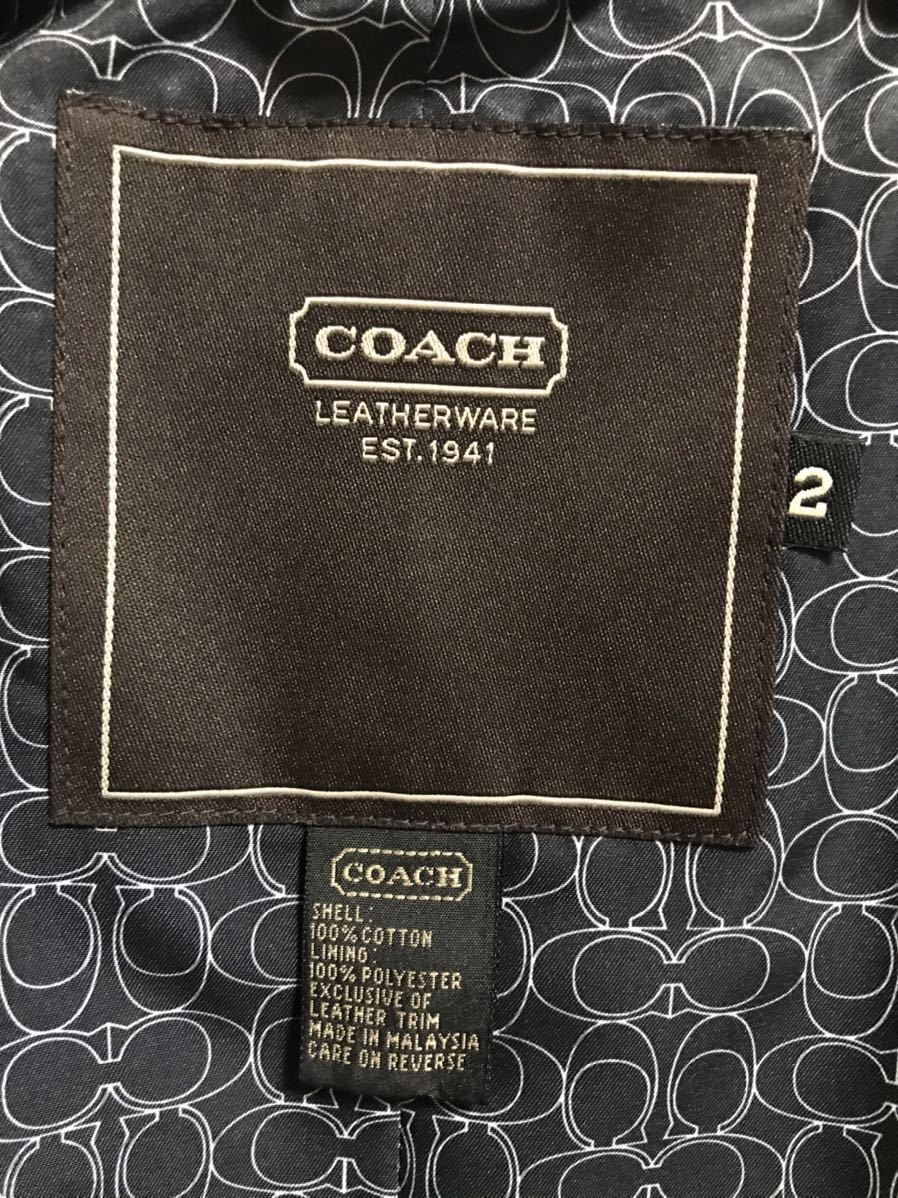 COACH
LEATHERWARE
EST. 1941
2
COACH
SHELL:
100% COTTON
LINING:
100% POLYESTER
EXCLUSIVE OF
LEATHER TRIM
MADE IN MALAYSIA
CARE ON REVERSE